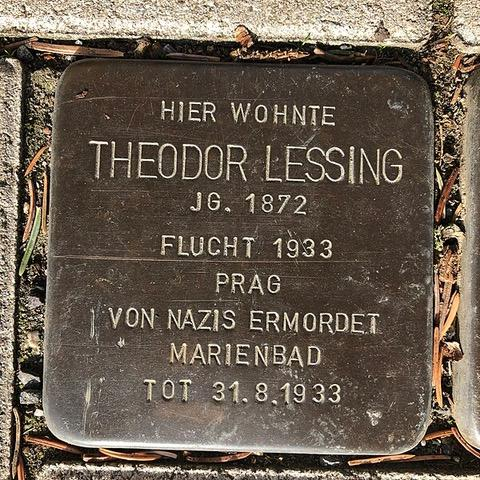 HIER WOHNTE
THEODOR LESSING
JG. 1872
FLUCHT 1933
PRAG
VON NAZIS ERMORDET
MARIENBAD
TOT 31.8.1933